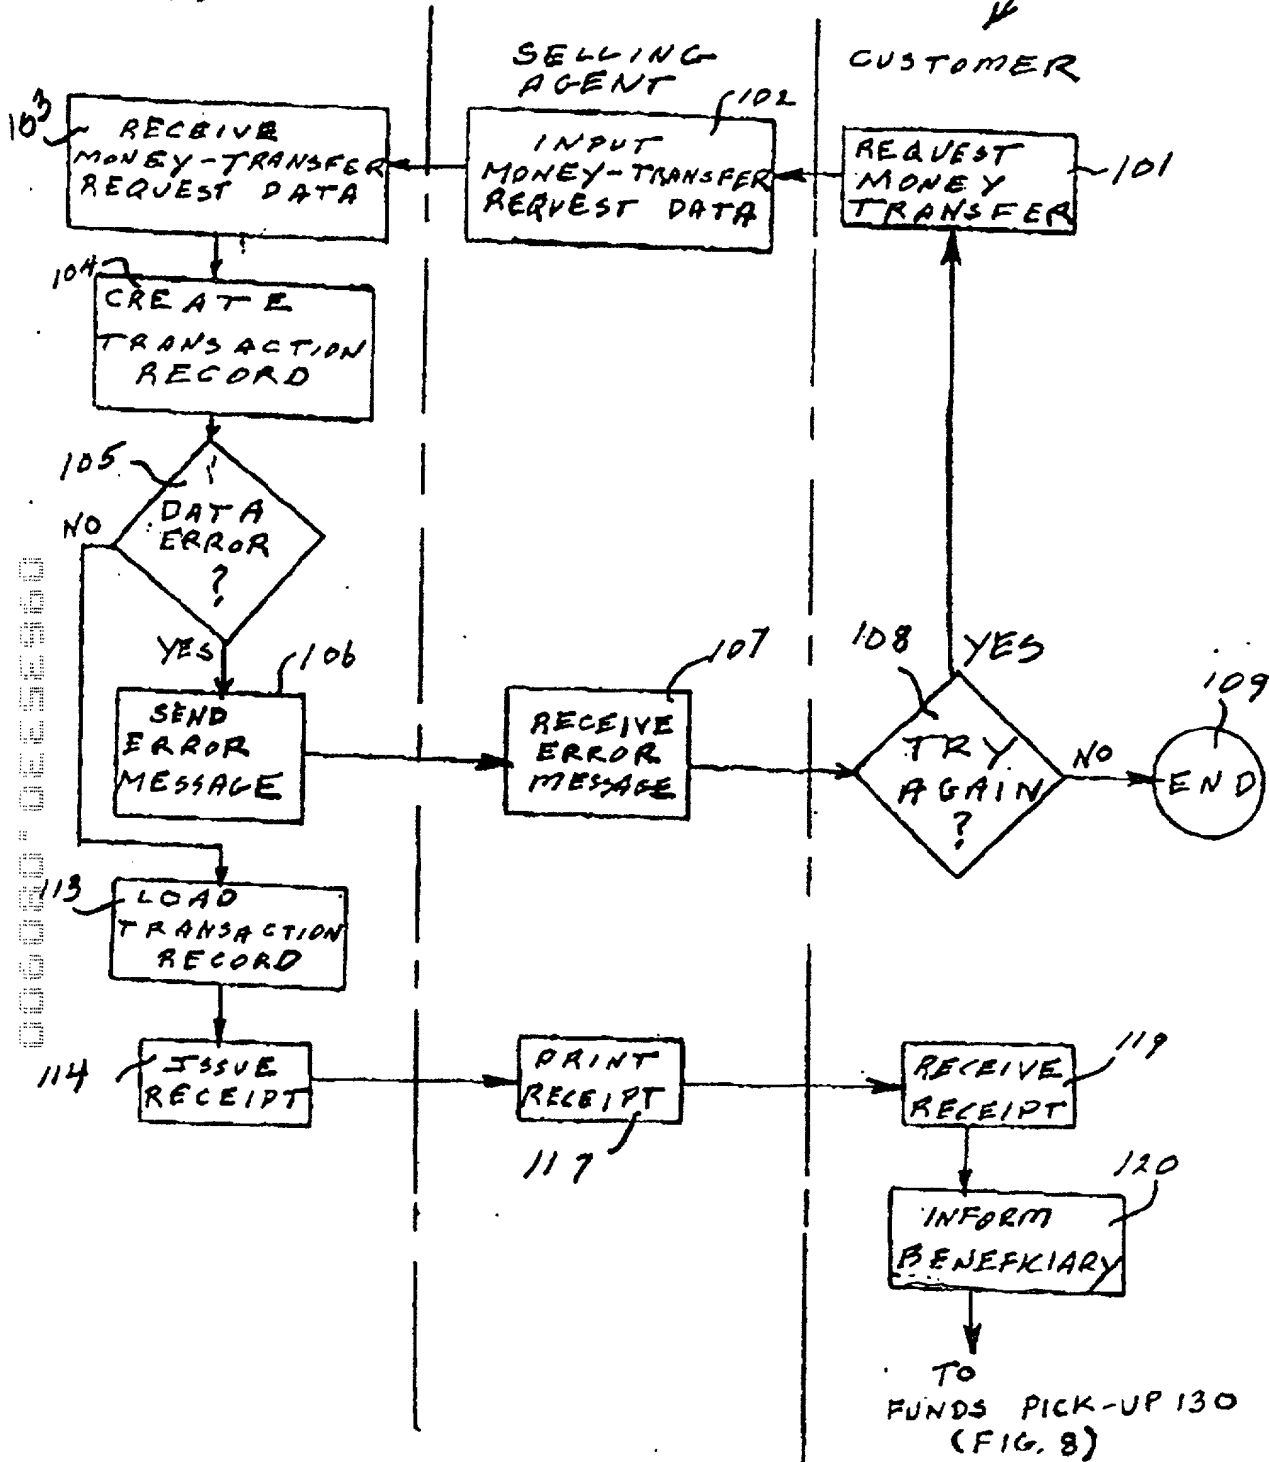 SELLING
AGENT
CUSTOMER
103
RECEIVE
MONEY-TRANSFER
REQUEST DATA
102
INPUT
MONEY-TRANSFER
REQUEST DATA
101
REQUEST
MONEY
TRANSFER
104
CREATE
TRANSACTION
RECORD
105
DATA
ERROR
?
NO
YES
106
SEND
ERROR
MESSAGE
107
RECEIVE
ERROR
MESSAGE
108
YES
TRY
AGAIN
?
NO
109
END
113
LOAD
TRANSACTION
RECORD
114
ISSUE
RECEIPT
PRINT
RECEIPT
117
119
RECEIVE
RECEIPT
120
INFORM
BENEFICIARY
TO
FUNDS PICK-UP 130
(FIG. 8)